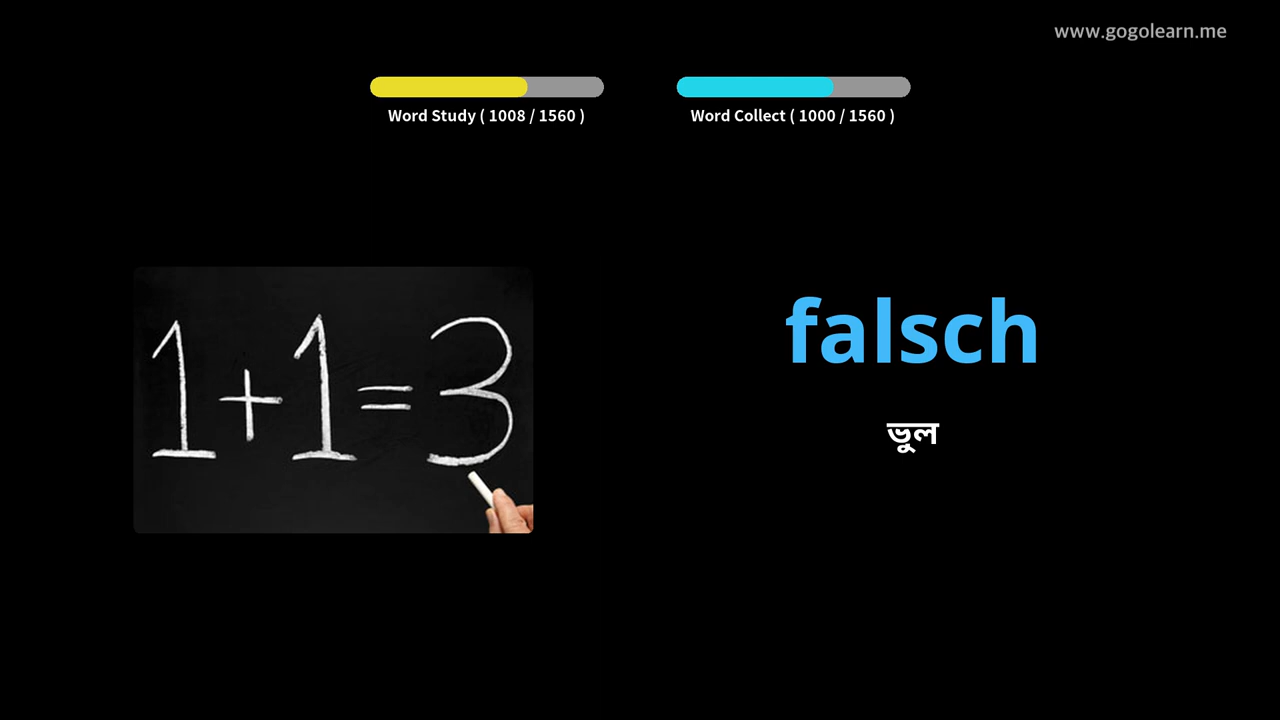 www.gogolearn.me
Word Study ( 1008 / 1560 )
Word Collect ( 1000 / 1560 )
1+1=3
falsch
ভুল